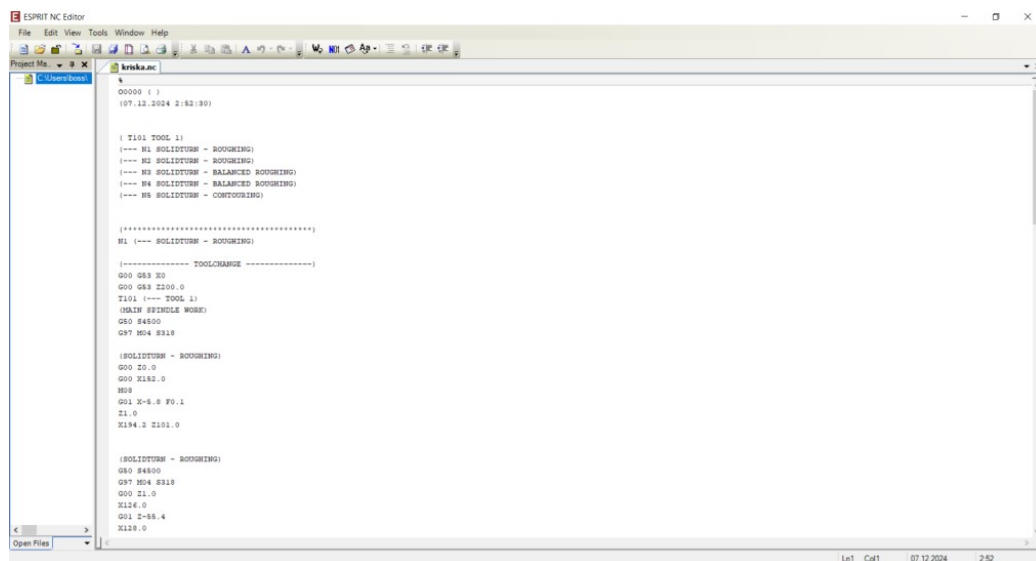 ESPRIT NC Editor
File Edit View Tools Window Help
Project Ma..
kriska.nc
C:\Users\boss\
%
O0000 ( )
(07.12.2024 2:52:30)
( T101 TOOL 1)
(--- N1 SOLIDTURN - ROUGHING)
(--- N2 SOLIDTURN - ROUGHING)
(--- N3 SOLIDTURN - BALANCED ROUGHING)
(--- N4 SOLIDTURN - BALANCED ROUGHING)
(--- N5 SOLIDTURN - CONTOURING)
(****************************************)
N1 (--- SOLIDTURN - ROUGHING)
(-------------- TOOLCHANGE --------------)
G00 G53 X0
G00 G53 Z200.0
T101 (--- TOOL 1)
(MAIN SPINDLE WORK)
G50 S4500
G97 M04 S318
(SOLIDTURN - ROUGHING)
G00 Z0.0
G00 X152.0
M08
G01 X-5.8 F0.1
Z1.0
X194.2 Z101.0
(SOLIDTURN - ROUGHING)
G50 S4500
G97 M04 S318
G00 Z1.0
X126.0
G01 Z-55.4
X128.0
Open Files
Ln1 Col1 07.12.2024 2:52